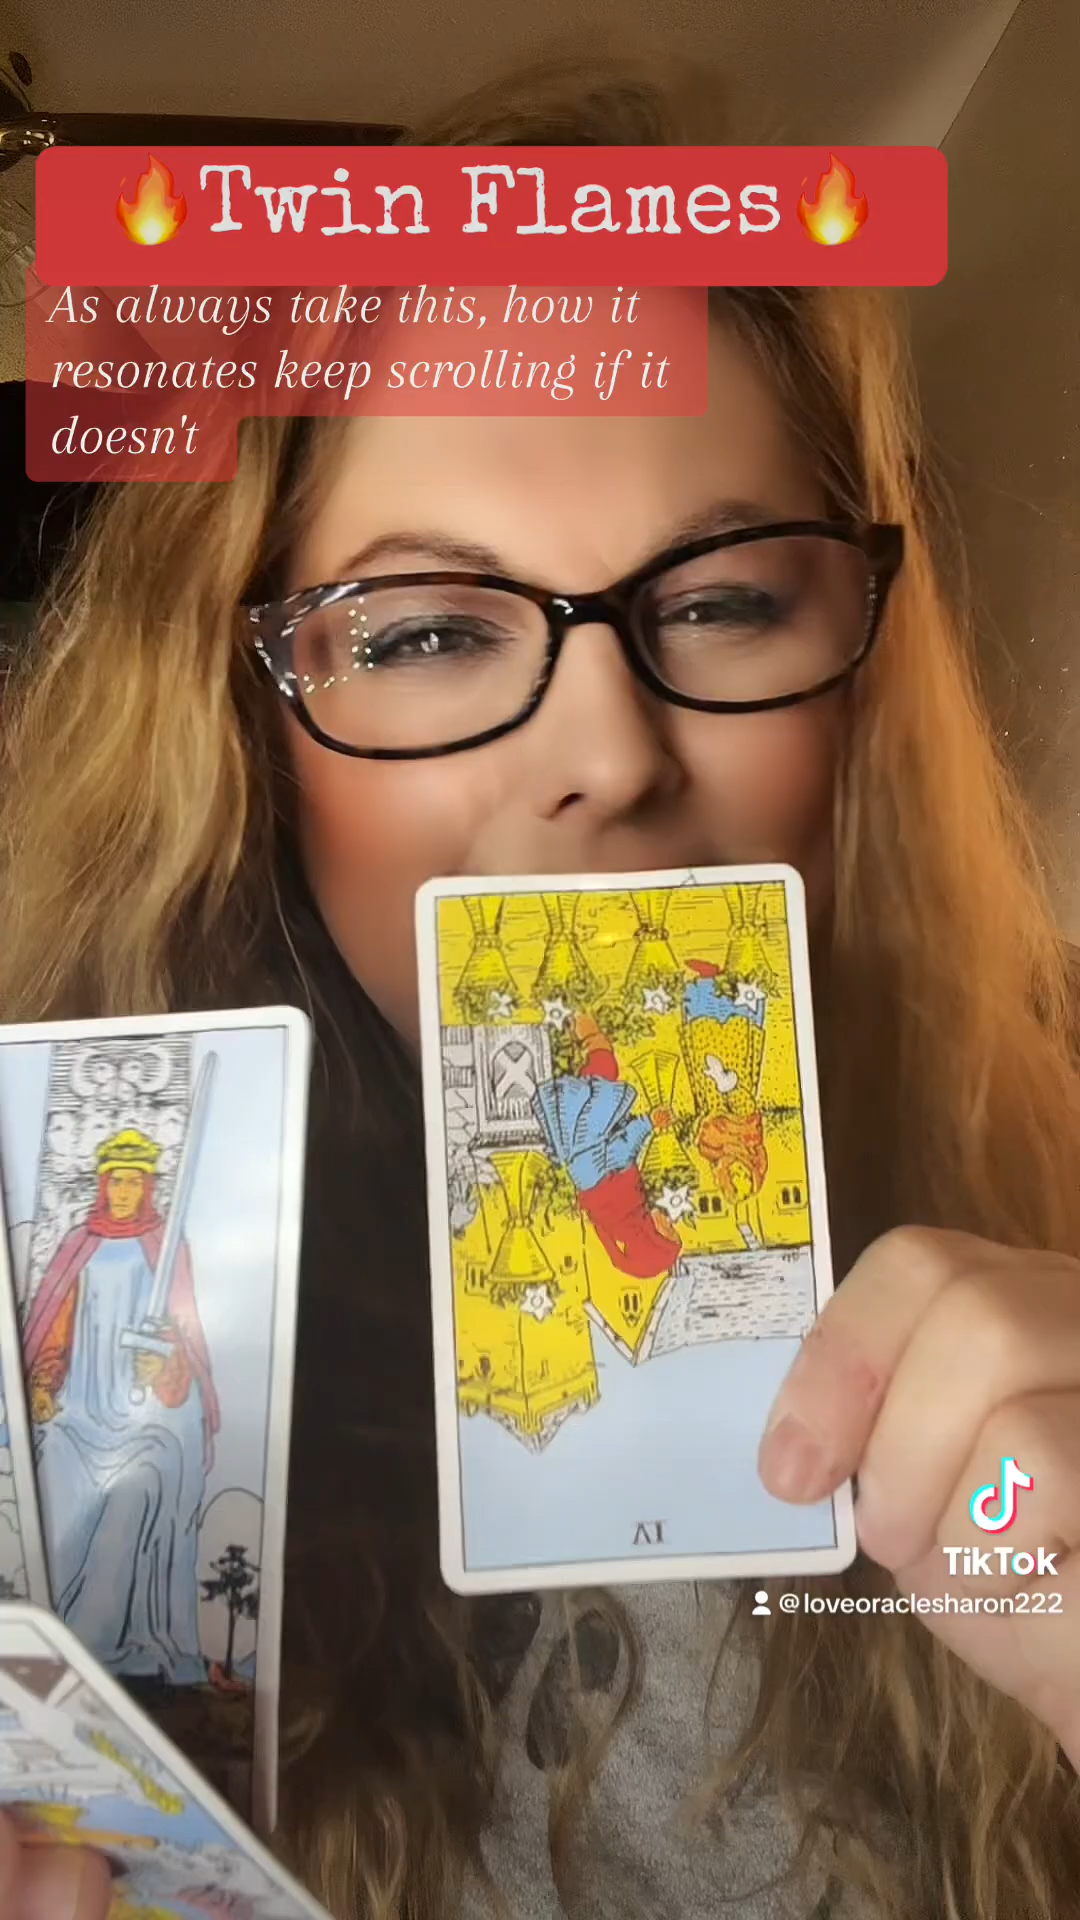 🔥Twin Flames🔥
As always take this, how it
resonates keep scrolling if it
doesn't
VI
TikTok
@loveoraclesharon222